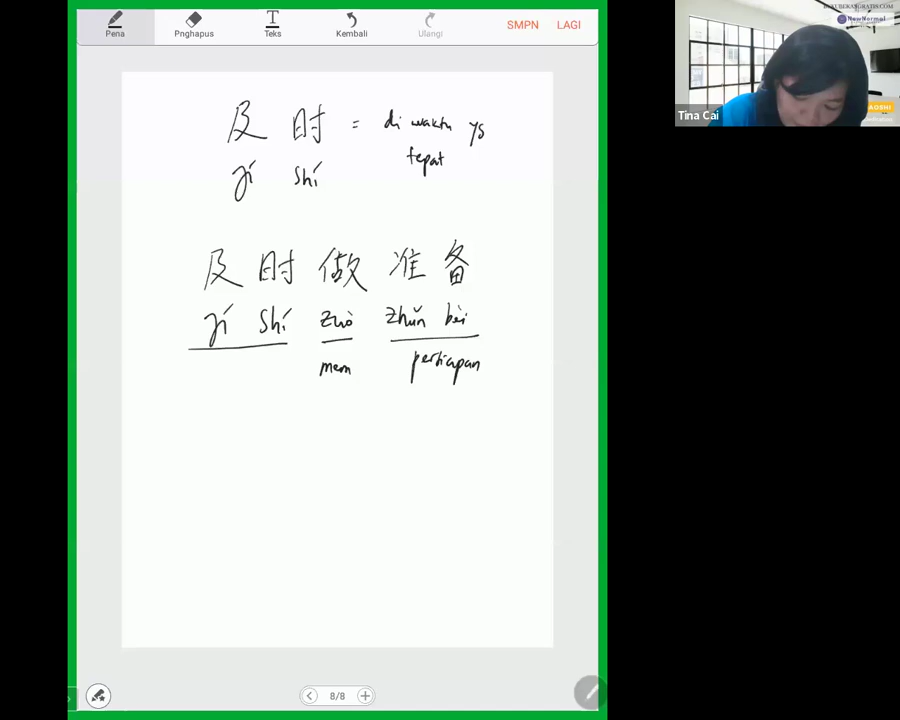 Pena
Pnghapus
Teks
Kembali
Ulangi
SMPN
LAGI
及时 = di waktu yg
tepat
jí shí
及时做准备
jí shí zuò zhǔn bèi
mem persiapan
8/8
Tina Cai
NewNormal